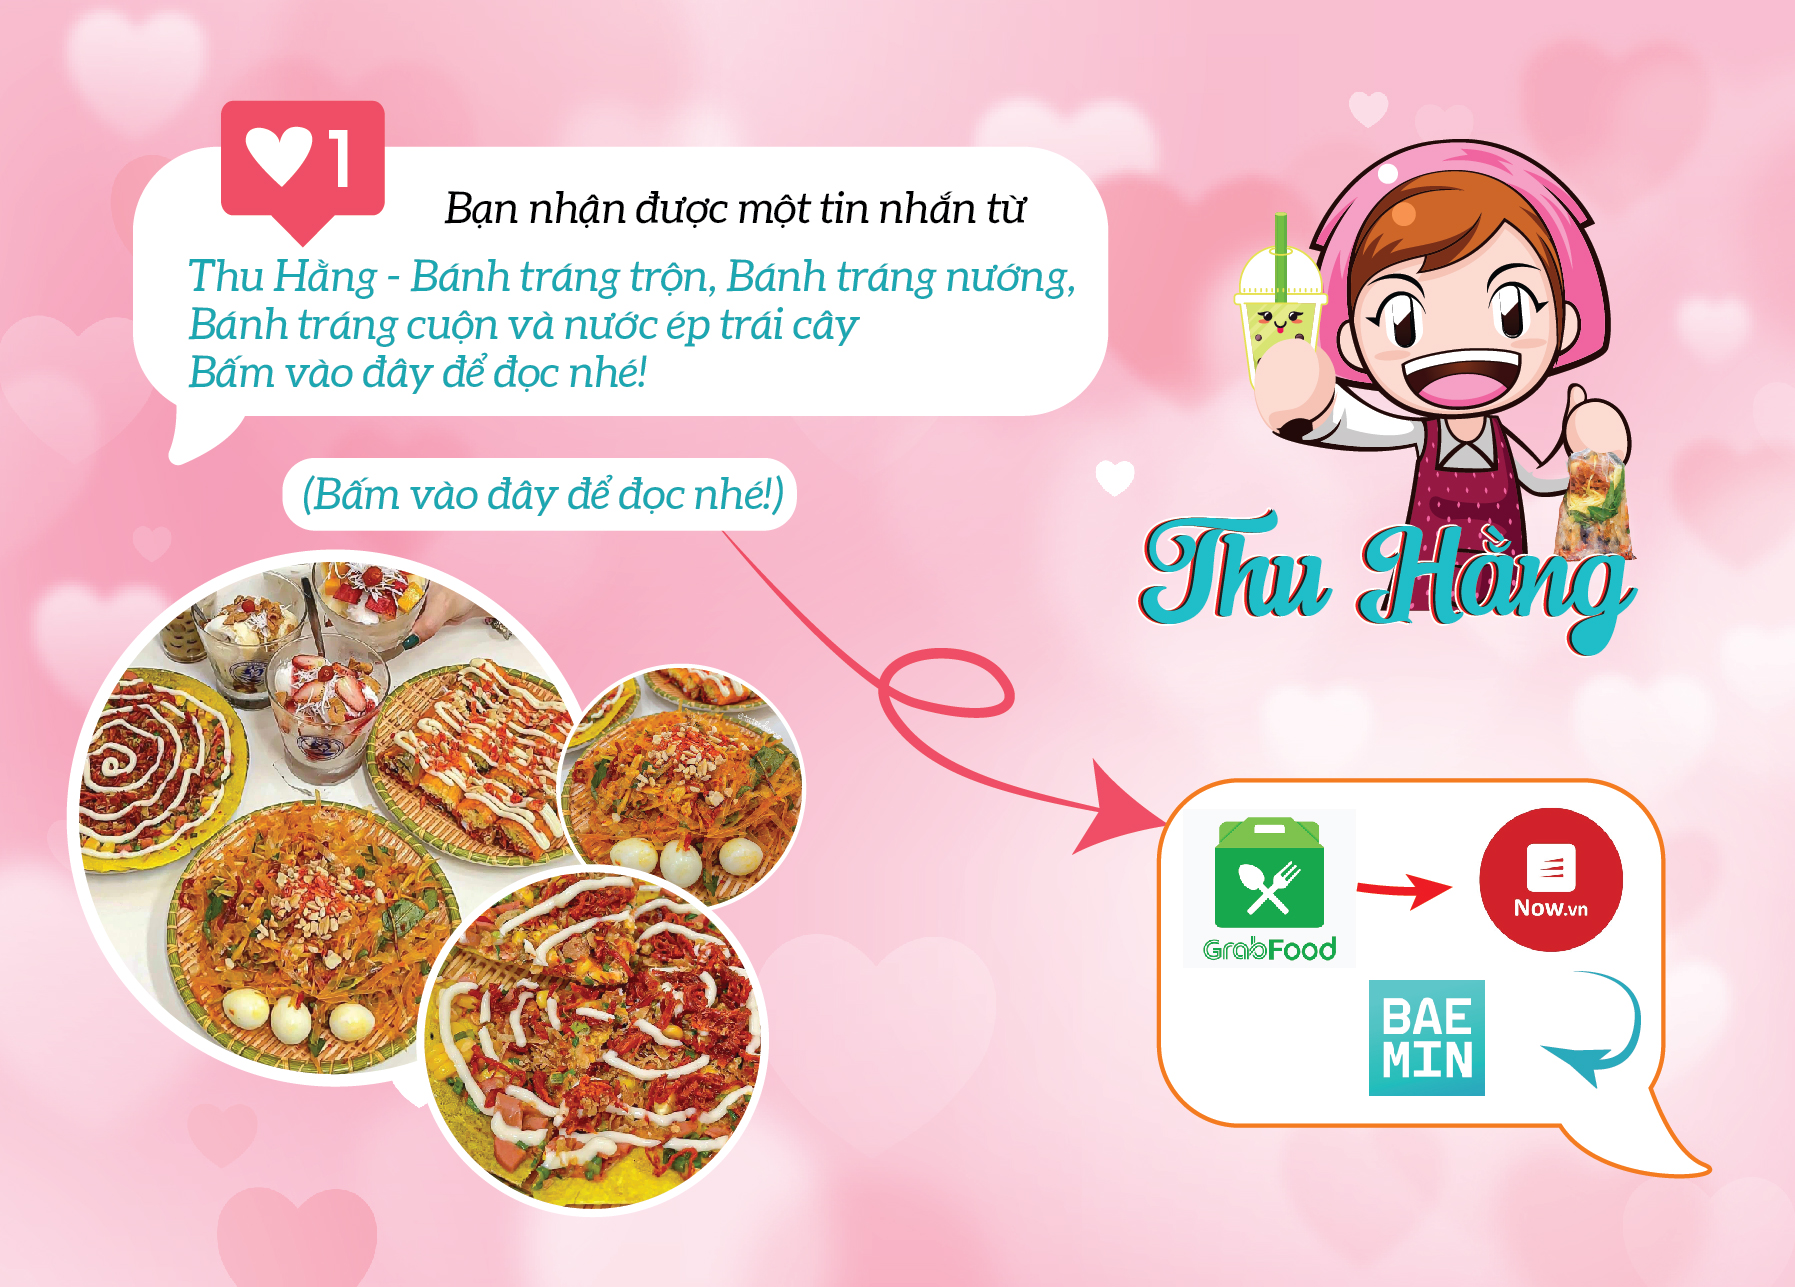 1
Bạn nhận được một tin nhắn từ
Thu Hằng - Bánh tráng trộn, Bánh tráng nướng,
Bánh tráng cuộn và nước ép trái cây
Bấm vào đây để đọc nhé!
(Bấm vào đây để đọc nhé!)
Thu Hằng
GrabFood
Now.vn
BAE
MIN